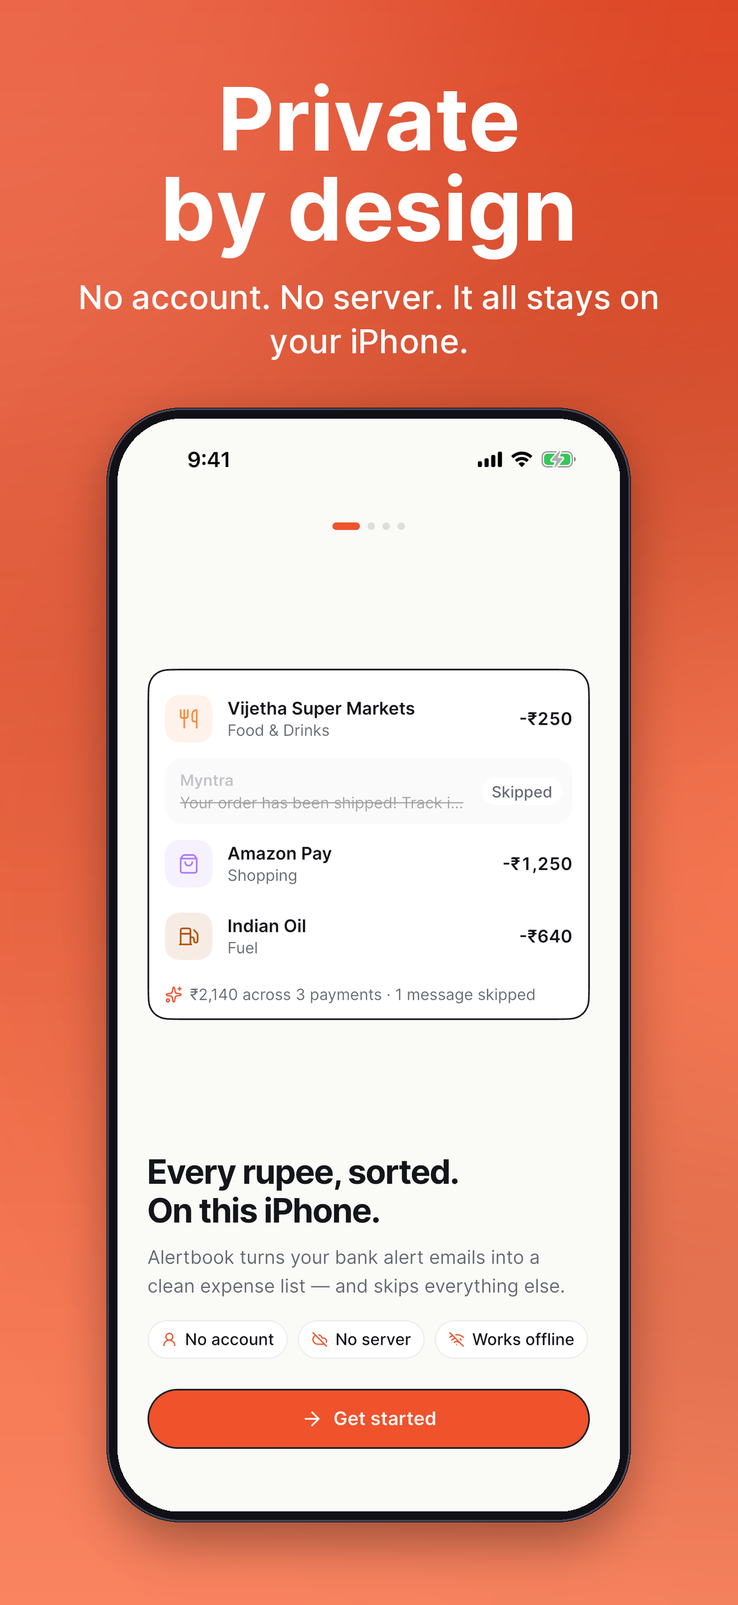 Private
by design
No account. No server. It all stays on
your iPhone.
9:41
Vijetha Super Markets
-₹250
Food & Drinks
Myntra
Your order has been shipped! Track i...
Skipped
Amazon Pay
-₹1,250
Shopping
Indian Oil
-₹640
Fuel
₹2,140 across 3 payments · 1 message skipped
Every rupee, sorted.
On this iPhone.
Alertbook turns your bank alert emails into a
clean expense list — and skips everything else.
No account
No server
Works offline
Get started